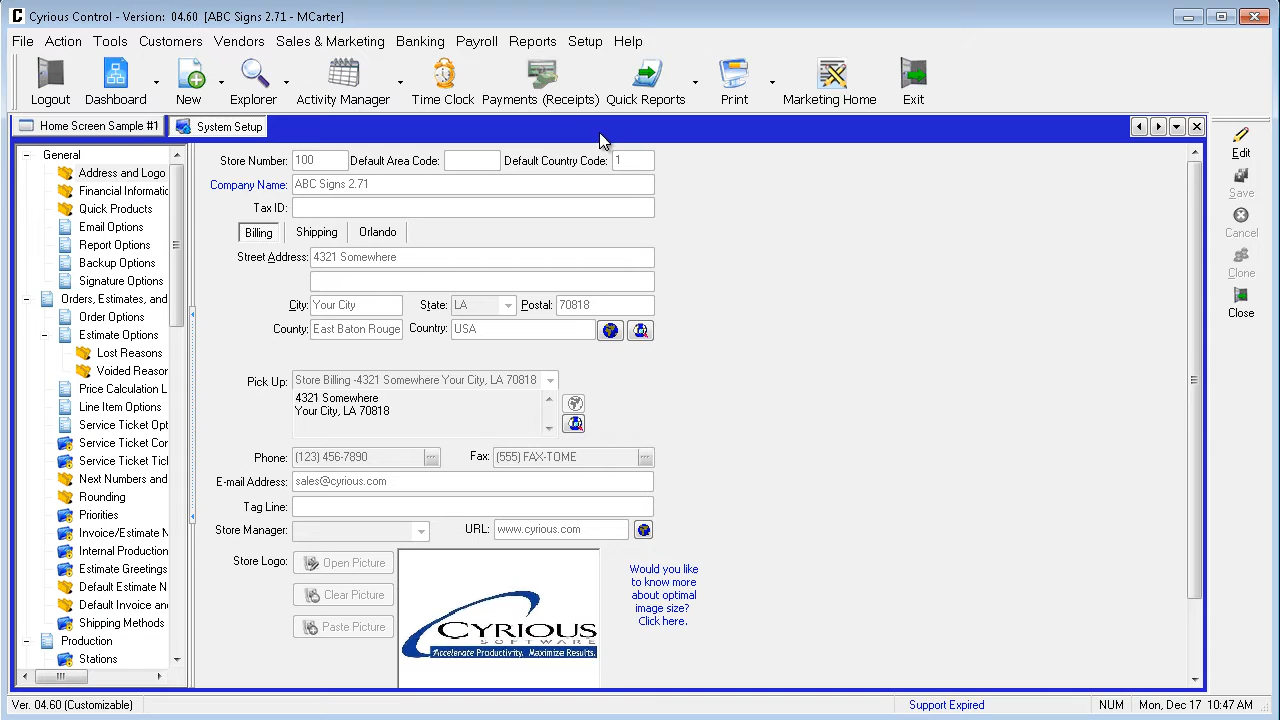 Cyrious Control - Version: 04.60 [ABC Signs 2.71 - MCarter]
File Action Tools Customers Vendors Sales & Marketing Banking Payroll Reports Setup Help
Logout Dashboard New Explorer Activity Manager Time Clock Payments (Receipts) Quick Reports Print Marketing Home Exit
Home Screen Sample #1 System Setup
General
Address and Logo
Financial Informatic
Quick Products
Email Options
Report Options
Backup Options
Signature Options
Orders, Estimates, and
Order Options
Estimate Options
Lost Reasons
Voided Reasor
Price Calculation L
Line Item Options
Service Ticket Opt
Service Ticket Cor
Service Ticket Tick
Next Numbers and
Rounding
Priorities
Invoice/Estimate N
Internal Production
Estimate Greetings
Default Estimate N
Default Invoice and
Shipping Methods
Production
Stations
Store Number: 100 Default Area Code: Default Country Code: 1
Company Name: ABC Signs 2.71
Tax ID:
Billing Shipping Orlando
Street Address: 4321 Somewhere
City: Your City State: LA Postal: 70818
County: East Baton Rouge Country: USA
Pick Up: Store Billing -4321 Somewhere Your City, LA 70818
4321 Somewhere
Your City, LA 70818
Phone: (123) 456-7890 Fax: (555) FAX-TOME
E-mail Address: sales@cyrious.com
Tag Line:
Store Manager: URL: www.cyrious.com
Store Logo: Open Picture
Clear Picture
Paste Picture
CYRIOUS
SOFTWARE
Accelerate Productivity. Maximize Results.
Would you like
to know more
about optimal
image size?
Click here.
Edit
Save
Cancel
Clone
Close
Ver. 04.60 (Customizable) Support Expired NUM Mon, Dec 17 10:47 AM